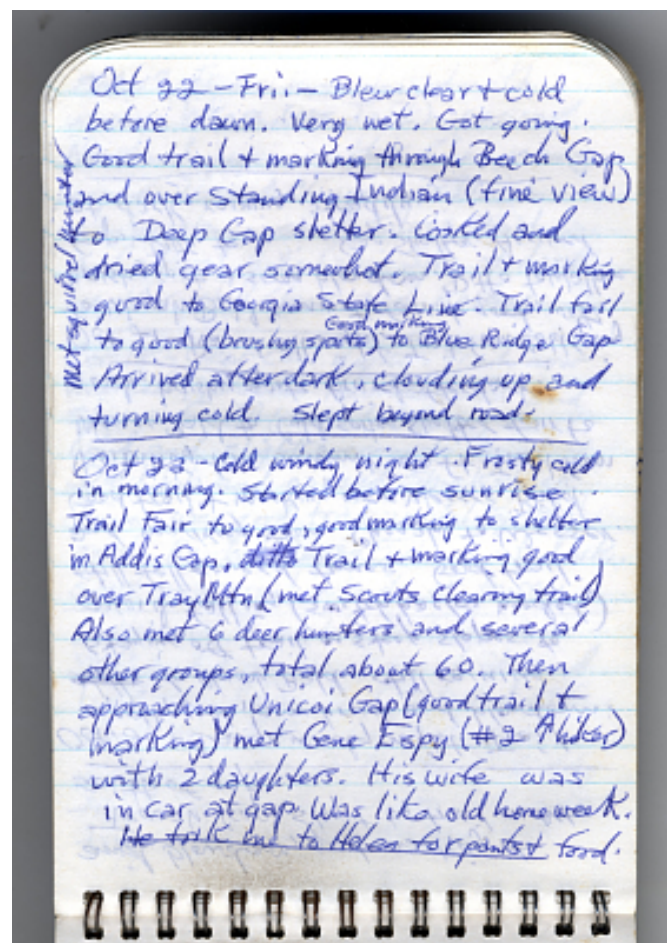 Oct 22 - Fri. - Blew clear + cold
before dawn. Very wet. Got going.
Good trail + marking through Beech Gap
and over Standing Indian (fine view)
to Deep Gap shelter. Cooked and
dried gear somewhat. Trail + marking
good to Georgia State Line. Trail fair
Good marking
to good (brushy spots) to Blue Ridge Gap
Arrived after dark, clouding up and
turning cold. Slept beyond road.
Met squirrel hunter
Oct 23 - Cold windy night. Frosty cold
in morning. Started before sunrise.
Trail Fair to good, good marking to shelter
in Addis Gap, ditto Trail + marking good
over Tray Mtn (met Scouts clearing trail)
Also met 6 deer hunters and several
other groups, total about 60. Then
approaching Unicoi Gap (good trail +
marking) met Gene Espy (#2
with 2 daughters. His wife was
in car at gap. Was like old home week.
He took me to Helen for pants + food.